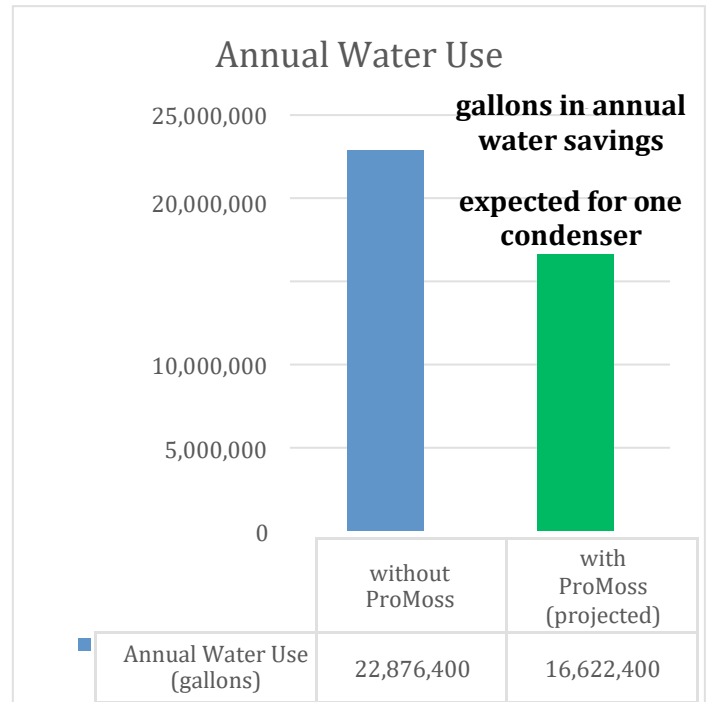 Annual Water Use
gallons in annual
water savings
expected for one
condenser
25,000,000
20,000,000
10,000,000
5,000,000
0
without
ProMoss
with
ProMoss
(projected)
Annual Water Use
(gallons)
22,876,400
16,622,400